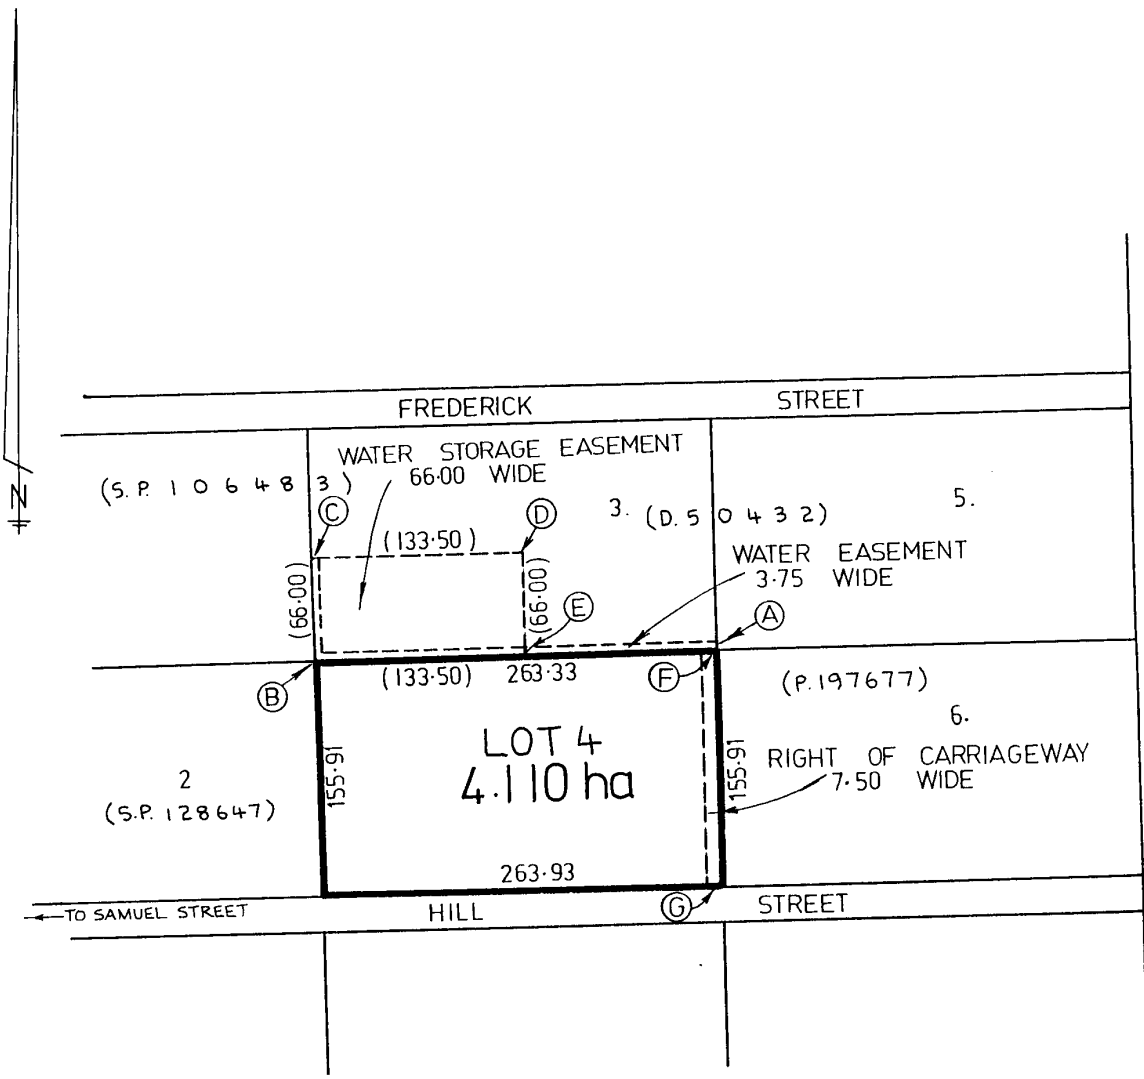 N
FREDERICK STREET
WATER STORAGE EASEMENT
66·00 WIDE
(S.P. 106483)
C
D
3. (D.50432)
5.
(133·50)
WATER EASEMENT
3·75 WIDE
(66·00)
(66·00)
E
A
B
(133·50) 263·33
F
(P.197677)
6.
LOT 4
4.110 ha
155·91
155·91
RIGHT OF CARRIAGEWAY
7·50 WIDE
2
(S.P. 128647)
263·93
TO SAMUEL STREET
HILL STREET
G